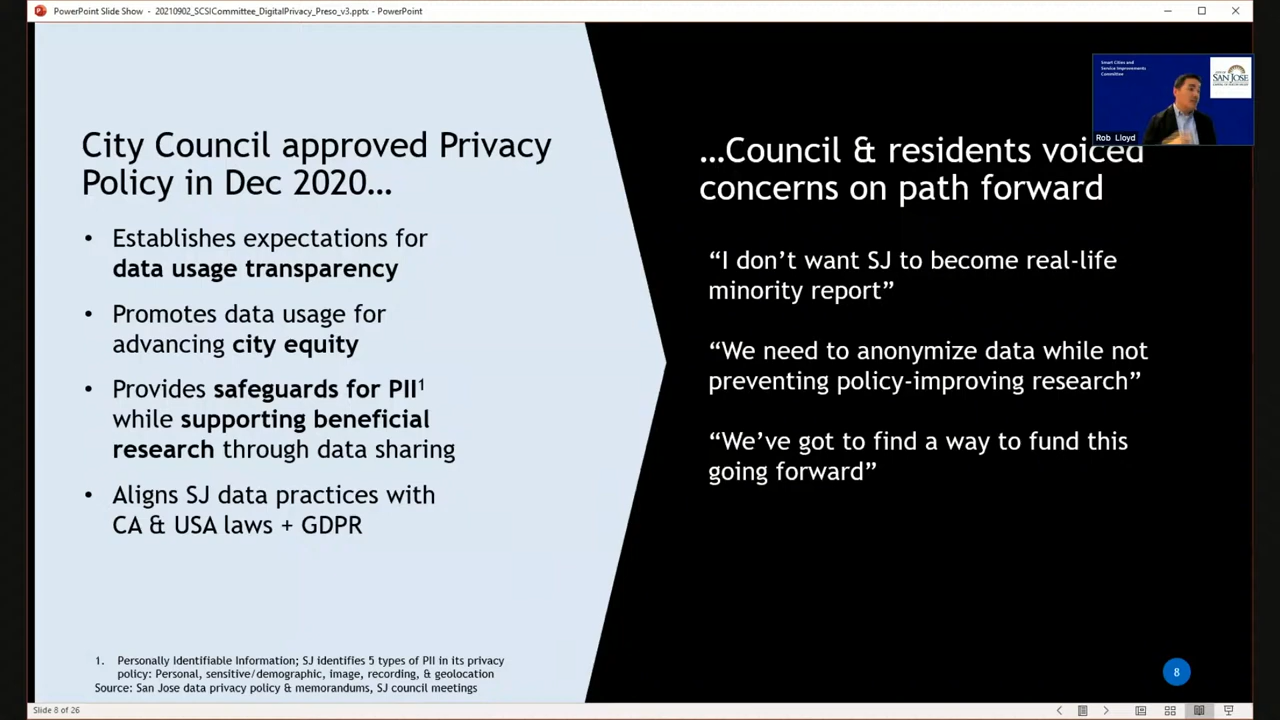 PowerPoint Slide Show - 20210902_SCSICommittee_DigitalPrivacy_Preso_v3.pptx - PowerPoint
Smart Cities and
Service Improvements
Committee
SAN JOSE
Rob Lloyd
City Council approved Privacy
Policy in Dec 2020…
• Establishes expectations for
data usage transparency
• Promotes data usage for
advancing city equity
• Provides safeguards for PII¹
while supporting beneficial
research through data sharing
• Aligns SJ data practices with
CA & USA laws + GDPR
…Council & residents voiced
concerns on path forward
“I don’t want SJ to become real-life
minority report”
“We need to anonymize data while not
preventing policy-improving research”
“We’ve got to find a way to fund this
going forward”
1. Personally Identifiable Information; SJ identifies 5 types of PII in its privacy
policy: Personal, sensitive/demographic, image, recording, & geolocation
Source: San Jose data privacy policy & memorandums, SJ council meetings
8
Slide 8 of 26